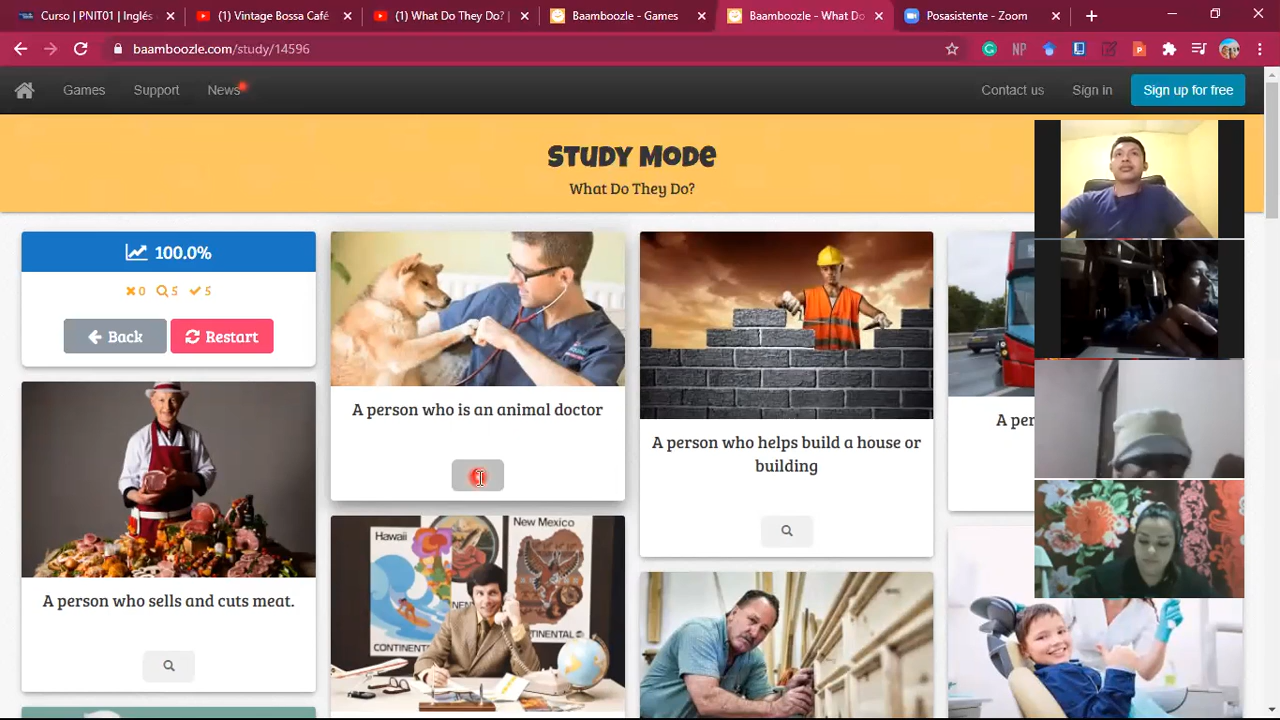 Curso | PNIT01 | Inglés
(1) Vintage Bossa Café
(1) What Do They Do? |
Baamboozle - Games
Baamboozle - What Do
Posasistente - Zoom
baamboozle.com/study/14596
Games
Support
News
Contact us
Sign in
Sign up for free
Study Mode
What Do They Do?
100.0%
0 5 5
Back
Restart
A person who is an animal doctor
A person who helps build a house or
building
A per
A person who sells and cuts meat.
Hawaii
New Mexico
CONTINENTAL